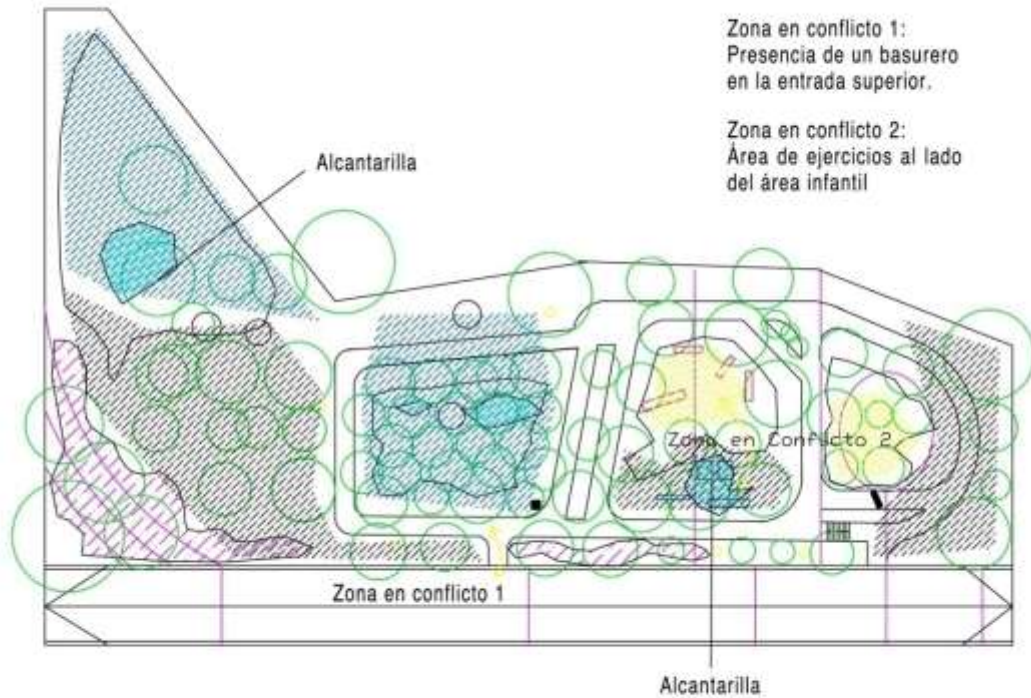 Zona en conflicto 1:
Presencia de un basurero
en la entrada superior.
Zona en conflicto 2:
Área de ejercicios al lado
del área infantil
Alcantarilla
Zona en Conflicto 2
Zona en conflicto 1
Alcantarilla